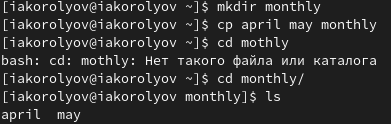 [iakorolyov@iakorolyov ~]$ mkdir monthly
[iakorolyov@iakorolyov ~]$ cp april may monthly
[iakorolyov@iakorolyov ~]$ cd mothly
bash: cd: mothly: Нет такого файла или каталога
[iakorolyov@iakorolyov ~]$ cd monthly/
[iakorolyov@iakorolyov monthly]$ ls
april  may